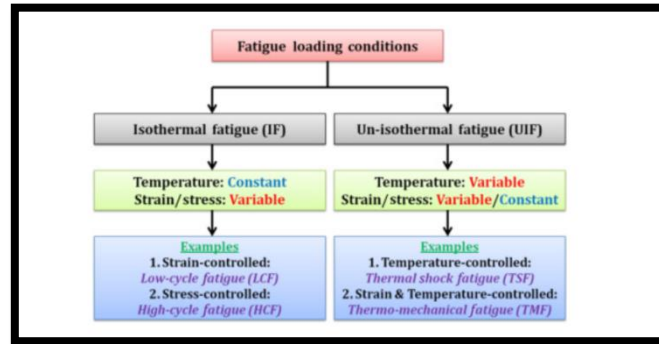 Fatigue loading conditions
Isothermal fatigue (IF)
Un-isothermal fatigue (UIF)
Temperature: Constant
Strain/stress: Variable
Temperature: Variable
Strain/stress: Variable/Constant
Examples
1. Strain-controlled:
Low-cycle fatigue (LCF)
2. Stress-controlled:
High-cycle fatigue (HCF)
Examples
1. Temperature-controlled:
Thermal shock fatigue (TSF)
2. Strain & Temperature-controlled:
Thermo-mechanical fatigue (TMF)